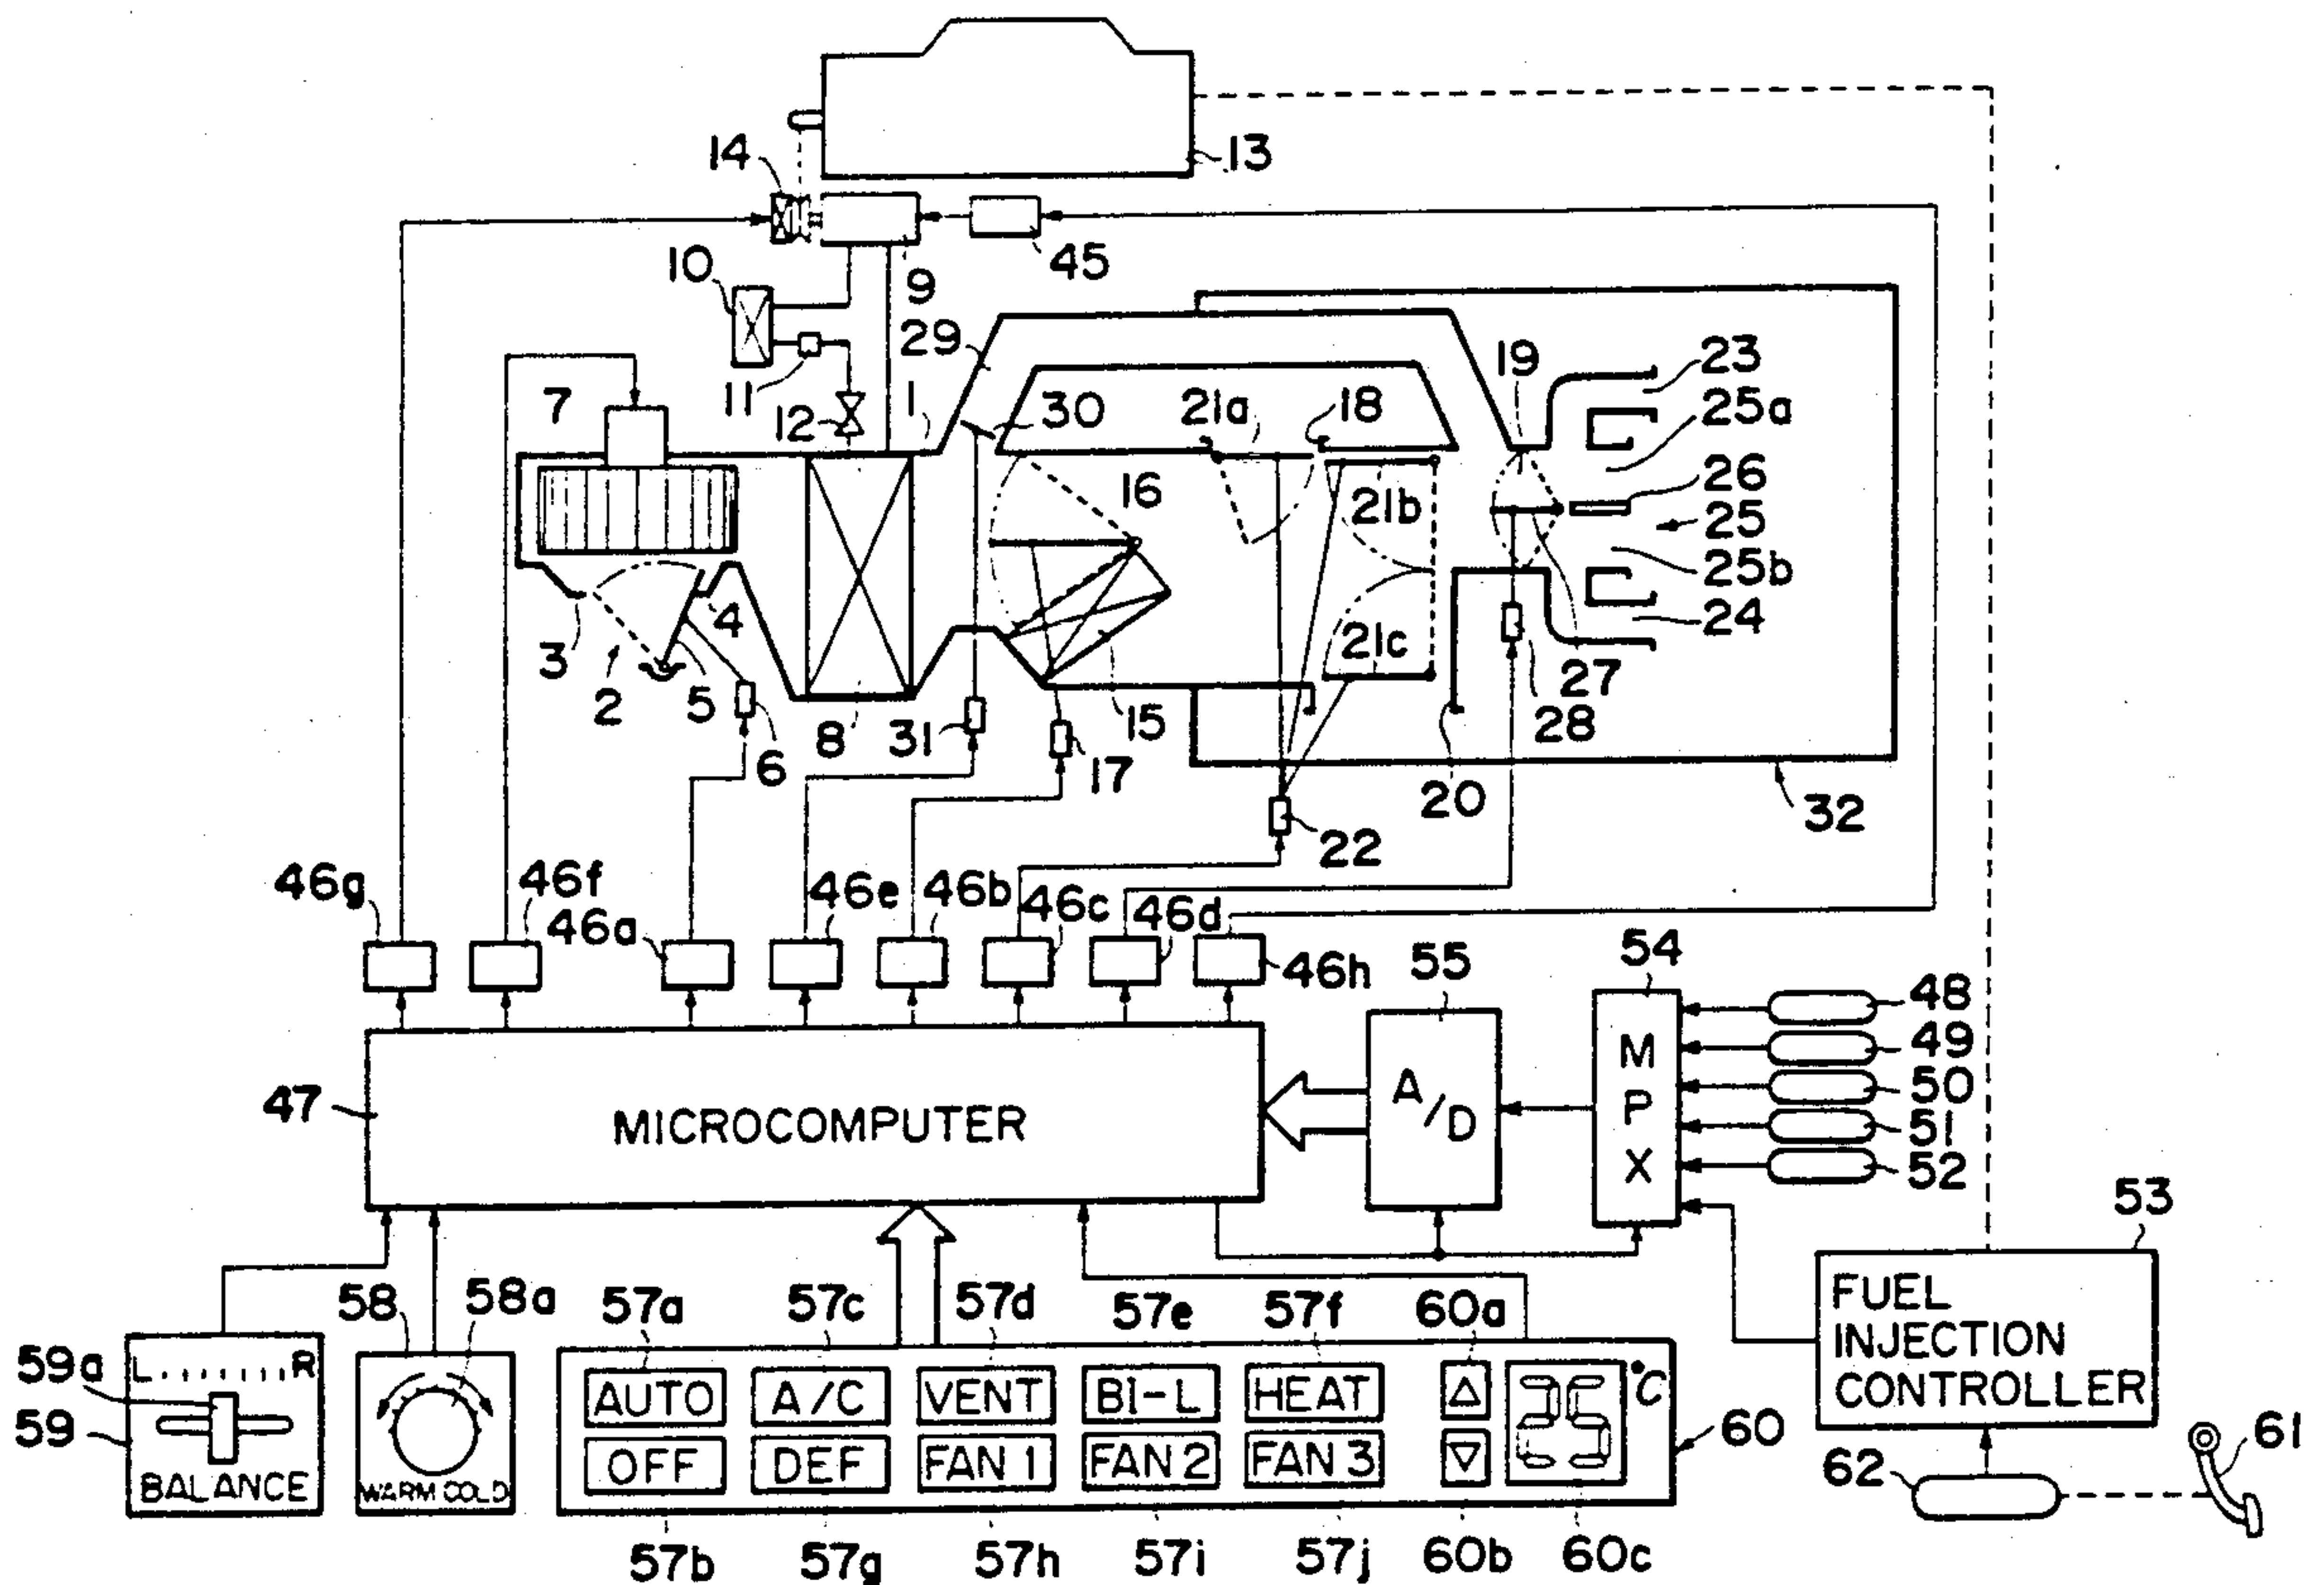 13
14
45
10
9
29
11
12
7
1
30
21a
18
19
23
25a
16
21b
26
25
25b
3
4
2
5
6
8
31
15
17
21c
24
27
28
20
22
32
46g
46f
46a
46e
46b
46c
46d
46h
55
54
48
49
50
51
52
47
MICROCOMPUTER
A/D
M
P
X
53
FUEL
INJECTION
CONTROLLER
58
58a
57a
57c
57d
57e
57f
60a
59a
L R
59
BALANCE
WARM COLD
AUTO A/C VENT BI-L HEAT △ 25 °C
OFF DEF FAN 1 FAN 2 FAN 3 ▽
60
62
61
57b
57g
57h
57i
57j
60b
60c